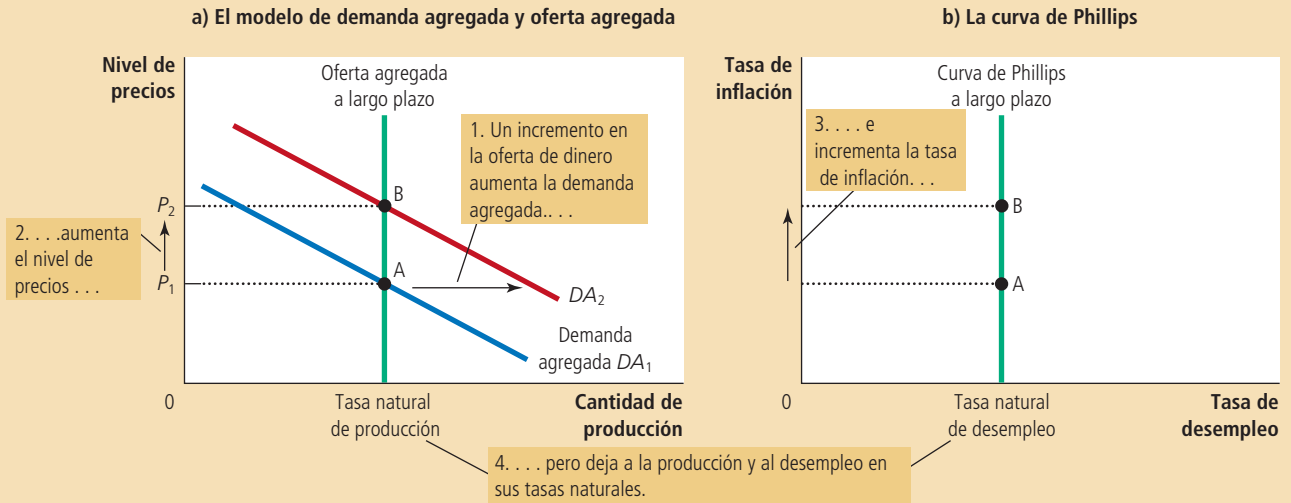 a) El modelo de demanda agregada y oferta agregada
Nivel de
precios
Oferta agregada
a largo plazo
1. Un incremento en
la oferta de dinero
aumenta la demanda
agregada.. . .
B
P2
2. . . .aumenta
el nivel de
precios . . .
A
P1
DA2
Demanda
agregada DA1
0
Tasa natural
de producción
Cantidad de
producción
b) La curva de Phillips
Tasa de
inflación
Curva de Phillips
a largo plazo
3. . . . e
incrementa la tasa
de inflación. . .
B
A
0
Tasa natural
de desempleo
Tasa de
desempleo
4. . . . pero deja a la producción y al desempleo en
sus tasas naturales.